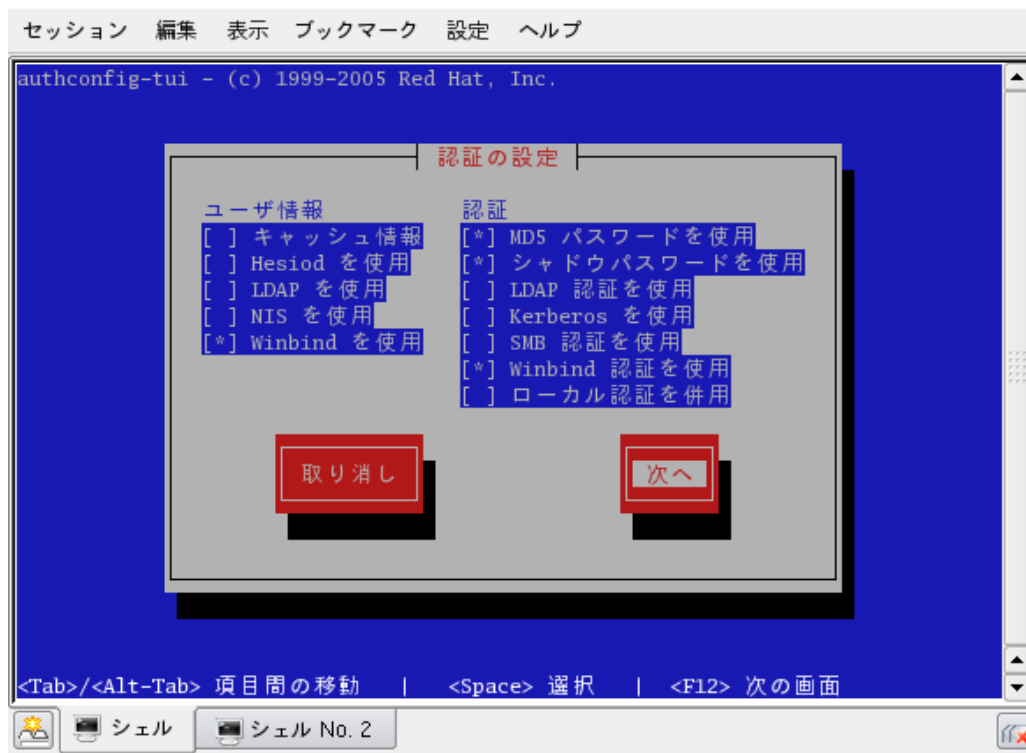 セッション 編集 表示 ブックマーク 設定 ヘルプ
authconfig-tui - (c) 1999-2005 Red Hat, Inc.
認証の設定
ユーザ情報
[ ] キャッシュ情報
[ ] Hesiod を使用
[ ] LDAP を使用
[ ] NIS を使用
[*] Winbind を使用
認証
[*] MD5 パスワードを使用
[*] シャドウパスワードを使用
[ ] LDAP 認証を使用
[ ] Kerberos を使用
[ ] SMB 認証を使用
[*] Winbind 認証を使用
[ ] ローカル認証を併用
取り消し
次へ
<Tab>/<Alt-Tab> 項目間の移動 | <Space> 選択 | <F12> 次の画面
シェル
シェル No. 2